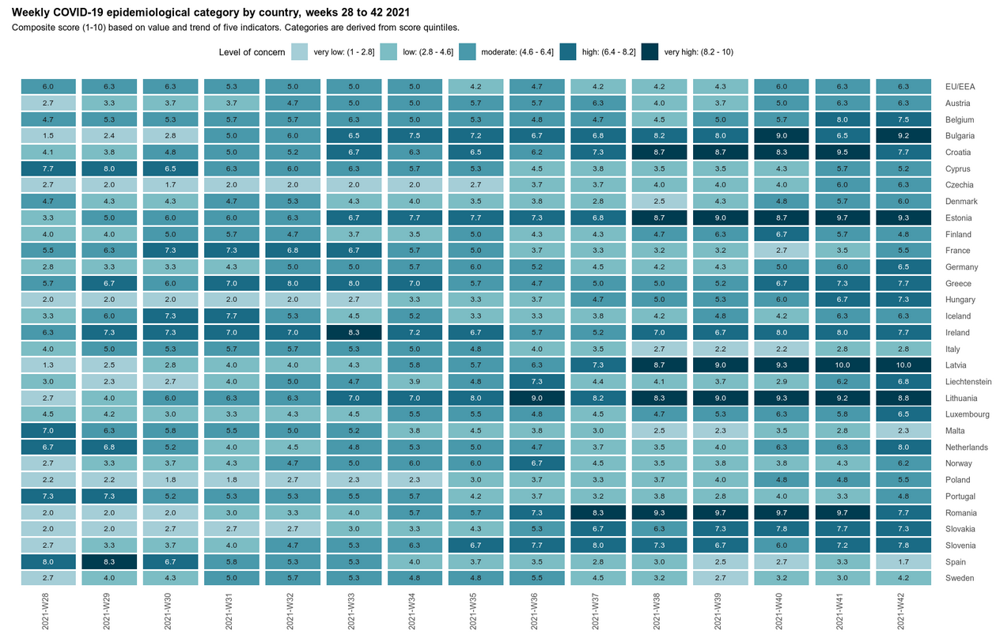 Weekly COVID-19 epidemiological category by country, weeks 28 to 42 2021
Composite score (1-10) based on value and trend of five indicators. Categories are derived from score quintiles.
Level of concern very low: (1 - 2.8] low: (2.8 - 4.6] moderate: (4.6 - 6.4] high: (6.4 - 8.2] very high: (8.2 - 10)
6.0 6.3 6.3 5.3 5.0 5.0 5.0 4.2 4.7 4.2 4.2 4.3 6.0 6.3 6.3 EU/EEA
2.7 3.3 3.7 3.7 4.7 5.0 5.0 5.7 5.7 6.3 4.0 3.7 5.0 6.3 6.3 Austria
4.7 5.3 5.3 5.7 5.7 6.3 5.0 5.3 4.8 4.7 4.5 5.0 5.7 8.0 7.5 Belgium
1.5 2.4 2.8 5.0 6.0 6.5 7.5 7.2 6.7 6.8 8.2 8.0 9.0 6.5 9.2 Bulgaria
4.1 3.8 4.8 5.0 5.2 6.7 6.3 6.5 6.2 7.3 8.7 8.7 8.3 9.5 7.7 Croatia
7.7 8.0 6.5 6.3 6.0 6.3 5.7 5.3 4.5 3.8 3.5 3.5 4.3 5.7 5.2 Cyprus
2.7 2.0 1.7 2.0 2.0 2.0 2.0 2.7 3.7 3.7 4.0 4.0 4.0 6.0 6.3 Czechia
4.7 4.3 4.3 4.7 5.3 4.3 4.0 3.5 3.8 2.8 2.5 4.3 4.8 5.7 6.0 Denmark
3.3 5.0 6.0 6.0 6.3 6.7 7.7 7.7 7.3 6.8 8.7 9.0 8.7 9.7 9.3 Estonia
4.0 4.0 5.0 5.7 4.7 3.7 3.5 5.0 4.3 4.3 4.7 6.3 6.7 5.7 4.8 Finland
5.5 6.3 7.3 7.3 6.8 6.7 5.7 5.0 3.7 3.3 3.2 3.2 2.7 3.5 5.5 France
2.8 3.3 3.3 4.3 5.0 5.0 5.7 6.0 5.2 4.5 4.2 4.3 5.0 6.0 6.5 Germany
5.7 6.7 6.0 7.0 8.0 8.0 7.0 5.7 4.7 5.0 5.0 5.2 6.7 7.3 7.7 Greece
2.0 2.0 2.0 2.0 2.0 2.7 3.3 3.3 3.7 4.7 5.0 5.3 6.0 6.7 7.3 Hungary
3.3 6.0 7.3 7.7 5.3 4.5 5.2 3.3 3.3 3.8 4.2 4.8 4.2 6.3 6.3 Iceland
6.3 7.3 7.3 7.0 7.0 8.3 7.2 6.7 5.7 5.2 7.0 6.7 8.0 8.0 7.7 Ireland
4.0 5.0 5.3 5.7 5.7 5.3 5.0 4.8 4.0 3.5 2.7 2.2 2.2 2.8 2.8 Italy
1.3 2.5 2.8 4.0 4.0 4.3 5.8 5.7 6.3 7.3 8.7 9.0 9.3 10.0 10.0 Latvia
3.0 2.3 2.7 4.0 5.0 4.7 3.9 4.8 7.3 4.4 4.1 3.7 2.9 6.2 6.8 Liechtenstein
2.7 4.0 6.0 6.3 6.3 7.0 7.0 8.0 9.0 8.2 8.3 9.0 9.3 9.2 8.8 Lithuania
4.5 4.2 3.0 3.3 4.3 4.5 5.5 5.5 4.8 4.5 4.7 5.3 6.3 5.8 6.5 Luxembourg
7.0 6.3 5.8 5.5 5.0 5.2 3.8 4.5 3.8 3.0 2.5 2.3 3.5 2.8 2.3 Malta
6.7 6.8 5.2 4.0 4.5 4.8 5.3 5.0 4.7 3.7 3.5 4.0 6.3 6.3 8.0 Netherlands
2.7 3.3 3.7 4.3 4.7 5.0 6.0 6.0 6.7 4.5 3.5 3.8 3.8 4.3 6.2 Norway
2.2 2.2 1.8 1.8 2.7 2.3 2.3 3.0 3.7 3.3 3.7 4.0 4.8 4.8 5.5 Poland
7.3 7.3 5.2 5.3 5.3 5.5 5.7 4.2 3.7 3.2 3.8 2.8 4.0 3.3 4.8 Portugal
2.0 2.0 2.0 3.0 3.3 4.0 5.7 5.7 7.3 8.3 9.3 9.7 9.7 9.7 7.7 Romania
2.0 2.0 2.7 2.7 2.7 3.0 3.3 4.3 5.3 6.7 6.3 7.3 7.8 7.7 7.3 Slovakia
2.7 3.3 3.7 4.0 4.7 5.3 6.3 6.7 7.7 8.0 7.3 6.7 6.0 7.2 7.8 Slovenia
8.0 8.3 6.7 5.8 5.3 5.3 4.0 3.7 3.5 2.8 3.0 2.5 2.7 3.3 1.7 Spain
2.7 4.0 4.3 5.0 5.7 5.3 4.8 4.8 5.5 4.5 3.2 2.7 3.2 3.0 4.2 Sweden
2021-W28 2021-W29 2021-W30 2021-W31 2021-W32 2021-W33 2021-W34 2021-W35 2021-W36 2021-W37 2021-W38 2021-W39 2021-W40 2021-W41 2021-W42